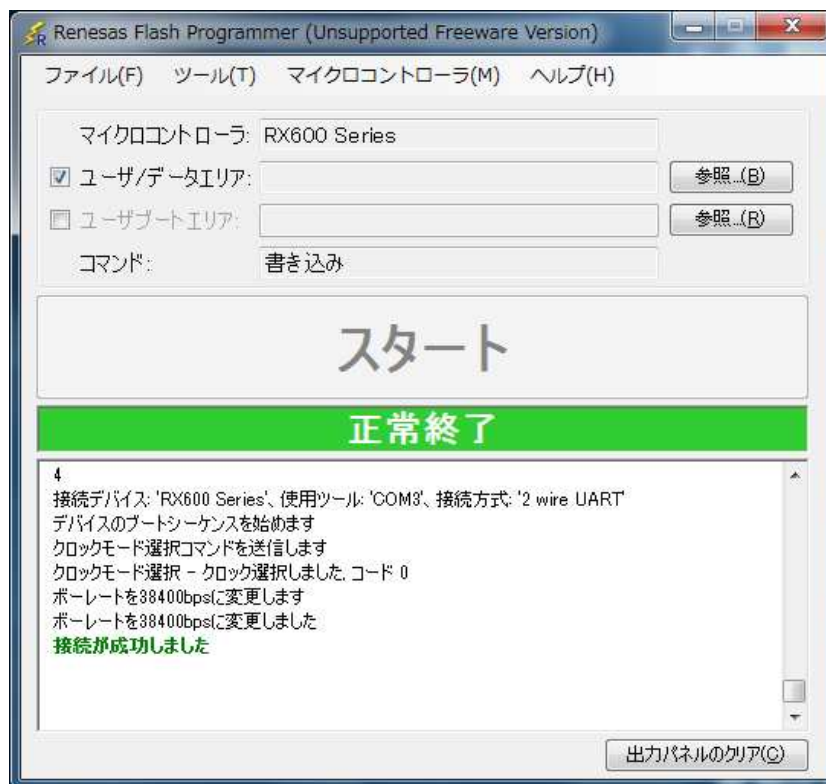 Renesas Flash Programmer (Unsupported Freeware Version)
ファイル(F) ツール(T) マイクロコントローラ(M) ヘルプ(H)
マイクロコントローラ: RX600 Series
ユーザ/データエリア: 参照...(B)
ユーザブートエリア: 参照...(R)
コマンド: 書き込み
スタート
正常終了
4
接続デバイス: 'RX600 Series'、使用ツール: 'COM3'、接続方式: '2 wire UART'
デバイスのブートシーケンスを始めます
クロックモード選択コマンドを送信します
クロックモード選択 - クロック選択しました, コード 0
ボーレートを38400bpsに変更します
ボーレートを38400bpsに変更しました
接続が成功しました
出力パネルのクリア(C)